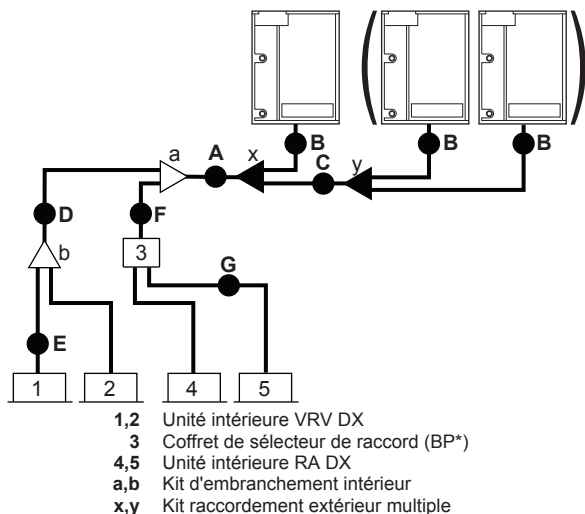 B
B
B
a
A
x
C
y
D
F
b
3
G
E
1
2
4
5
1,2 Unité intérieure VRV DX
3 Coffret de sélecteur de raccord (BP*)
4,5 Unité intérieure RA DX
a,b Kit d'embranchement intérieur
x,y Kit raccordement extérieur multiple